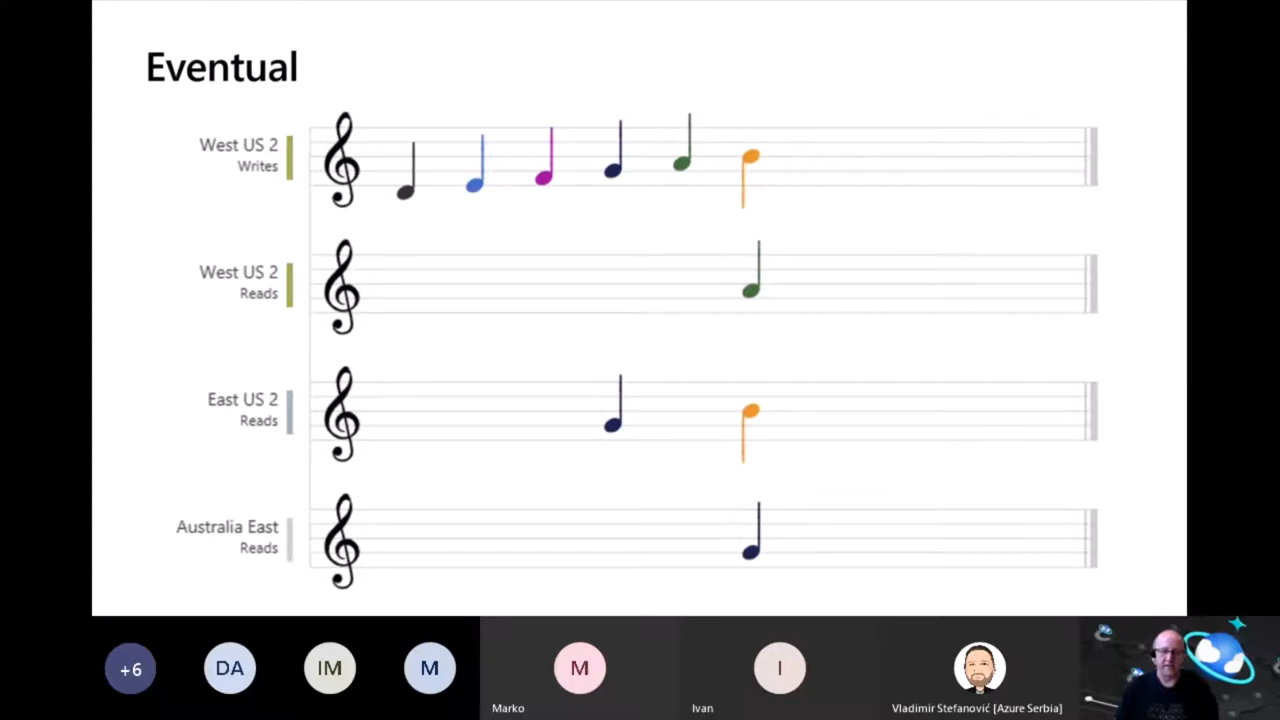 Eventual
West US 2
Writes
West US 2
Reads
East US 2
Reads
Australia East
Reads
+6
DA
IM
M
M
I
Marko
Ivan
Vladimir Stefanović [Azure Serbia]